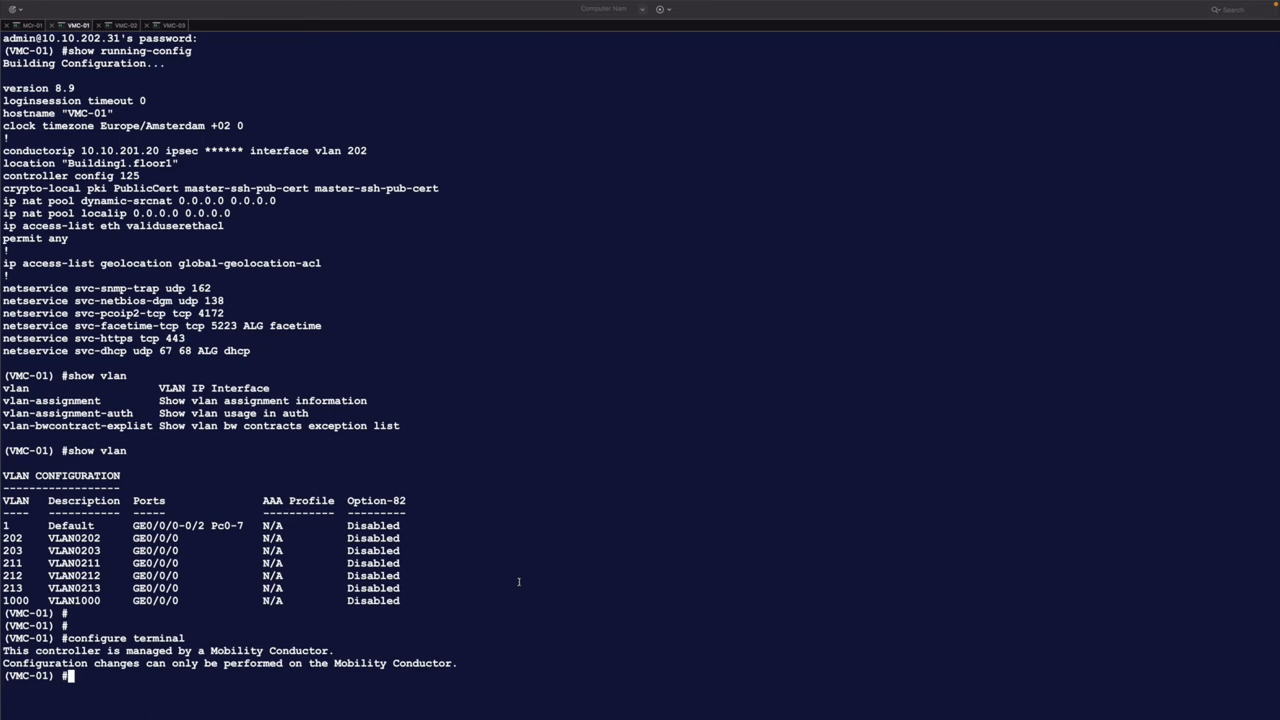 Computer Nam
Search
MCr-01
VMC-01
VMC-02
VMC-03
admin@10.10.202.31's password:
(VMC-01) #show running-config
Building Configuration...
version 8.9
loginsession timeout 0
hostname "VMC-01"
clock timezone Europe/Amsterdam +02 0
!
conductorip 10.10.201.20 ipsec ****** interface vlan 202
location "Building1.floor1"
controller config 125
crypto-local pki PublicCert master-ssh-pub-cert master-ssh-pub-cert
ip nat pool dynamic-srcnat 0.0.0.0 0.0.0.0
ip nat pool localip 0.0.0.0 0.0.0.0
ip access-list eth validuserethacl
permit any
!
ip access-list geolocation global-geolocation-acl
!
netservice svc-snmp-trap udp 162
netservice svc-netbios-dgm udp 138
netservice svc-pcoip2-tcp tcp 4172
netservice svc-facetime-tcp tcp 5223 ALG facetime
netservice svc-https tcp 443
netservice svc-dhcp udp 67 68 ALG dhcp
(VMC-01) #show vlan
vlan VLAN IP Interface
vlan-assignment Show vlan assignment information
vlan-assignment-auth Show vlan usage in auth
vlan-bwcontract-explist Show vlan bw contracts exception list
(VMC-01) #show vlan
VLAN CONFIGURATION
------------------
VLAN Description Ports AAA Profile Option-82
---- ----------- ----- ----------- ---------
1 Default GE0/0/0-0/2 Pc0-7 N/A Disabled
202 VLAN0202 GE0/0/0 N/A Disabled
203 VLAN0203 GE0/0/0 N/A Disabled
211 VLAN0211 GE0/0/0 N/A Disabled
212 VLAN0212 GE0/0/0 N/A Disabled
213 VLAN0213 GE0/0/0 N/A Disabled
1000 VLAN1000 GE0/0/0 N/A Disabled
(VMC-01) #
(VMC-01) #
(VMC-01) #configure terminal
This controller is managed by a Mobility Conductor.
Configuration changes can only be performed on the Mobility Conductor.
(VMC-01) #